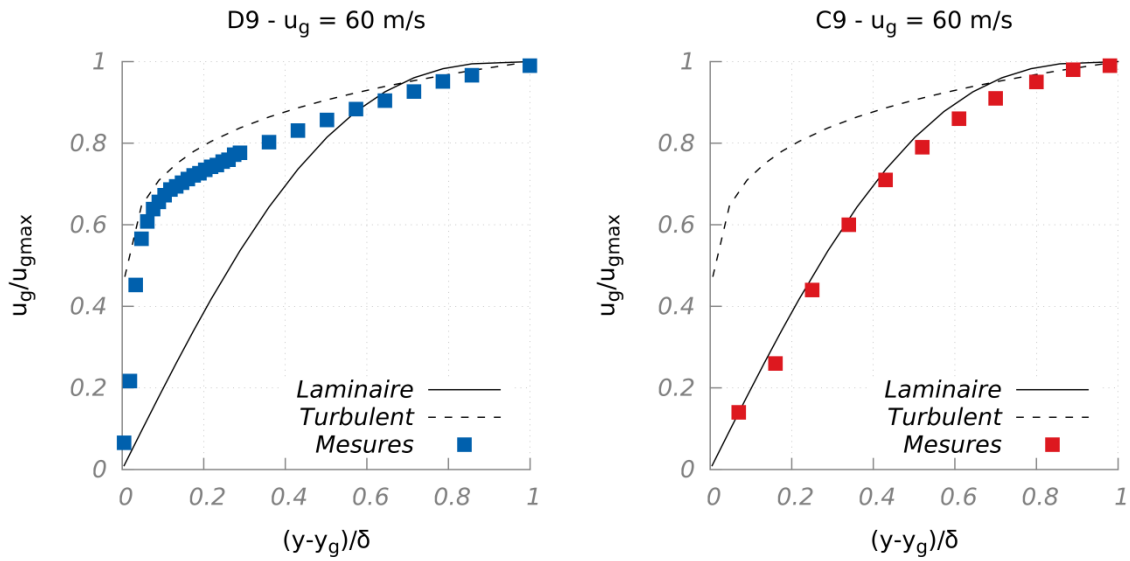 D9 - u_g = 60 m/s
u_g/u_gmax
1
0.8
0.6
0.4
0.2
0
Laminaire
Turbulent
Mesures
0 0.2 0.4 0.6 0.8 1
(y-y_g)/δ
C9 - u_g = 60 m/s
u_g/u_gmax
1
0.8
0.6
0.4
0.2
0
Laminaire
Turbulent
Mesures
0 0.2 0.4 0.6 0.8 1
(y-y_g)/δ